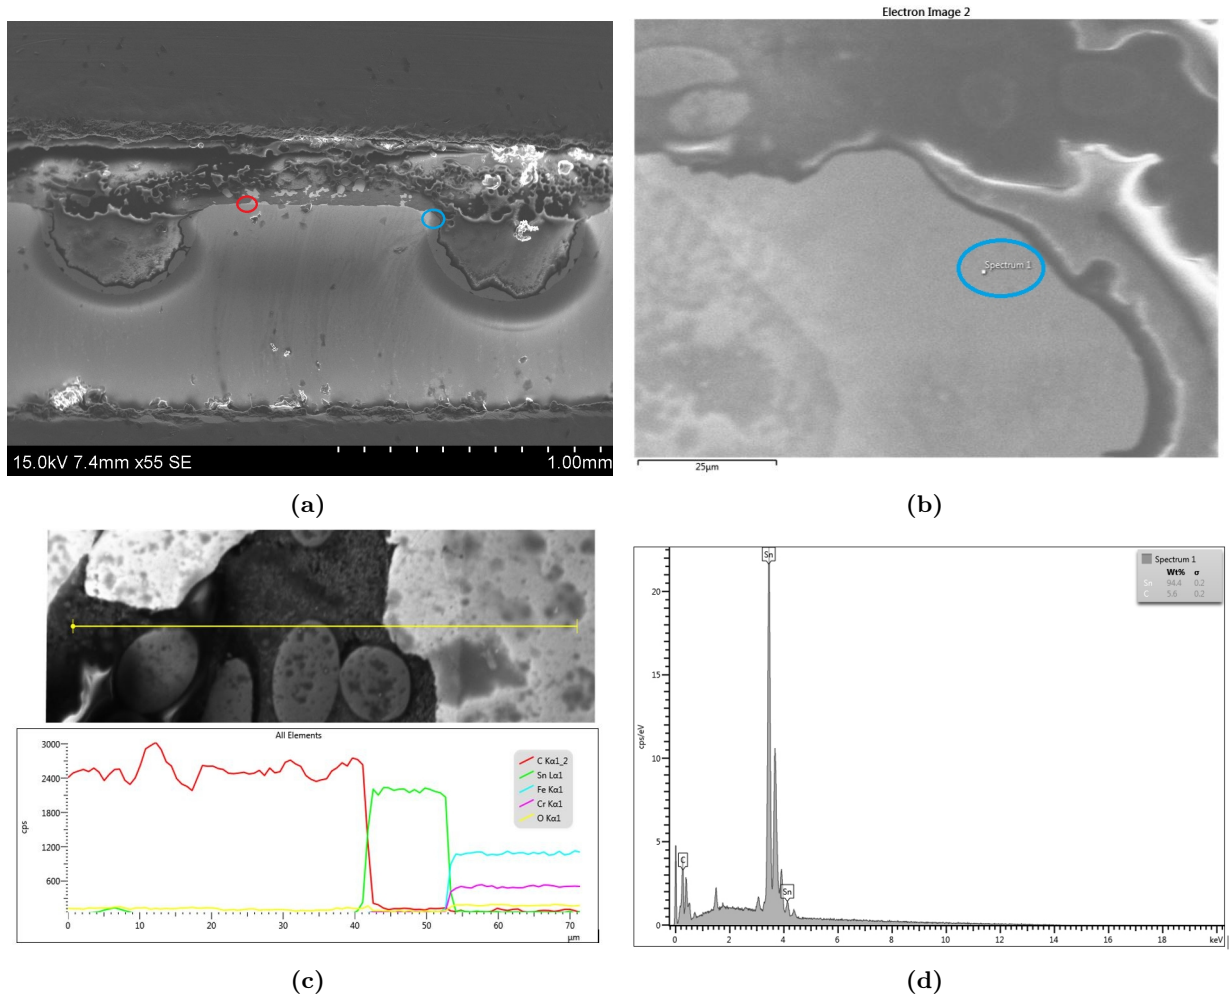 Electron Image 2
Spectrum 1
15.0kV 7.4mm x55 SE
1.00mm
25μm
(a)
(b)
All Elements
3000
2400
1800
1200
600
cps
C Kα1_2
Sn Lα1
Fe Kα1
Cr Kα1
O Kα1
0
10
20
30
40
50
60
70
μm
Spectrum 1
Wt% σ
Sn 94.4 0.2
C 5.6 0.2
Sn
C
Sn
cps/eV
20
15
10
5
0
0
2
4
6
8
10
12
14
16
18
keV
(c)
(d)